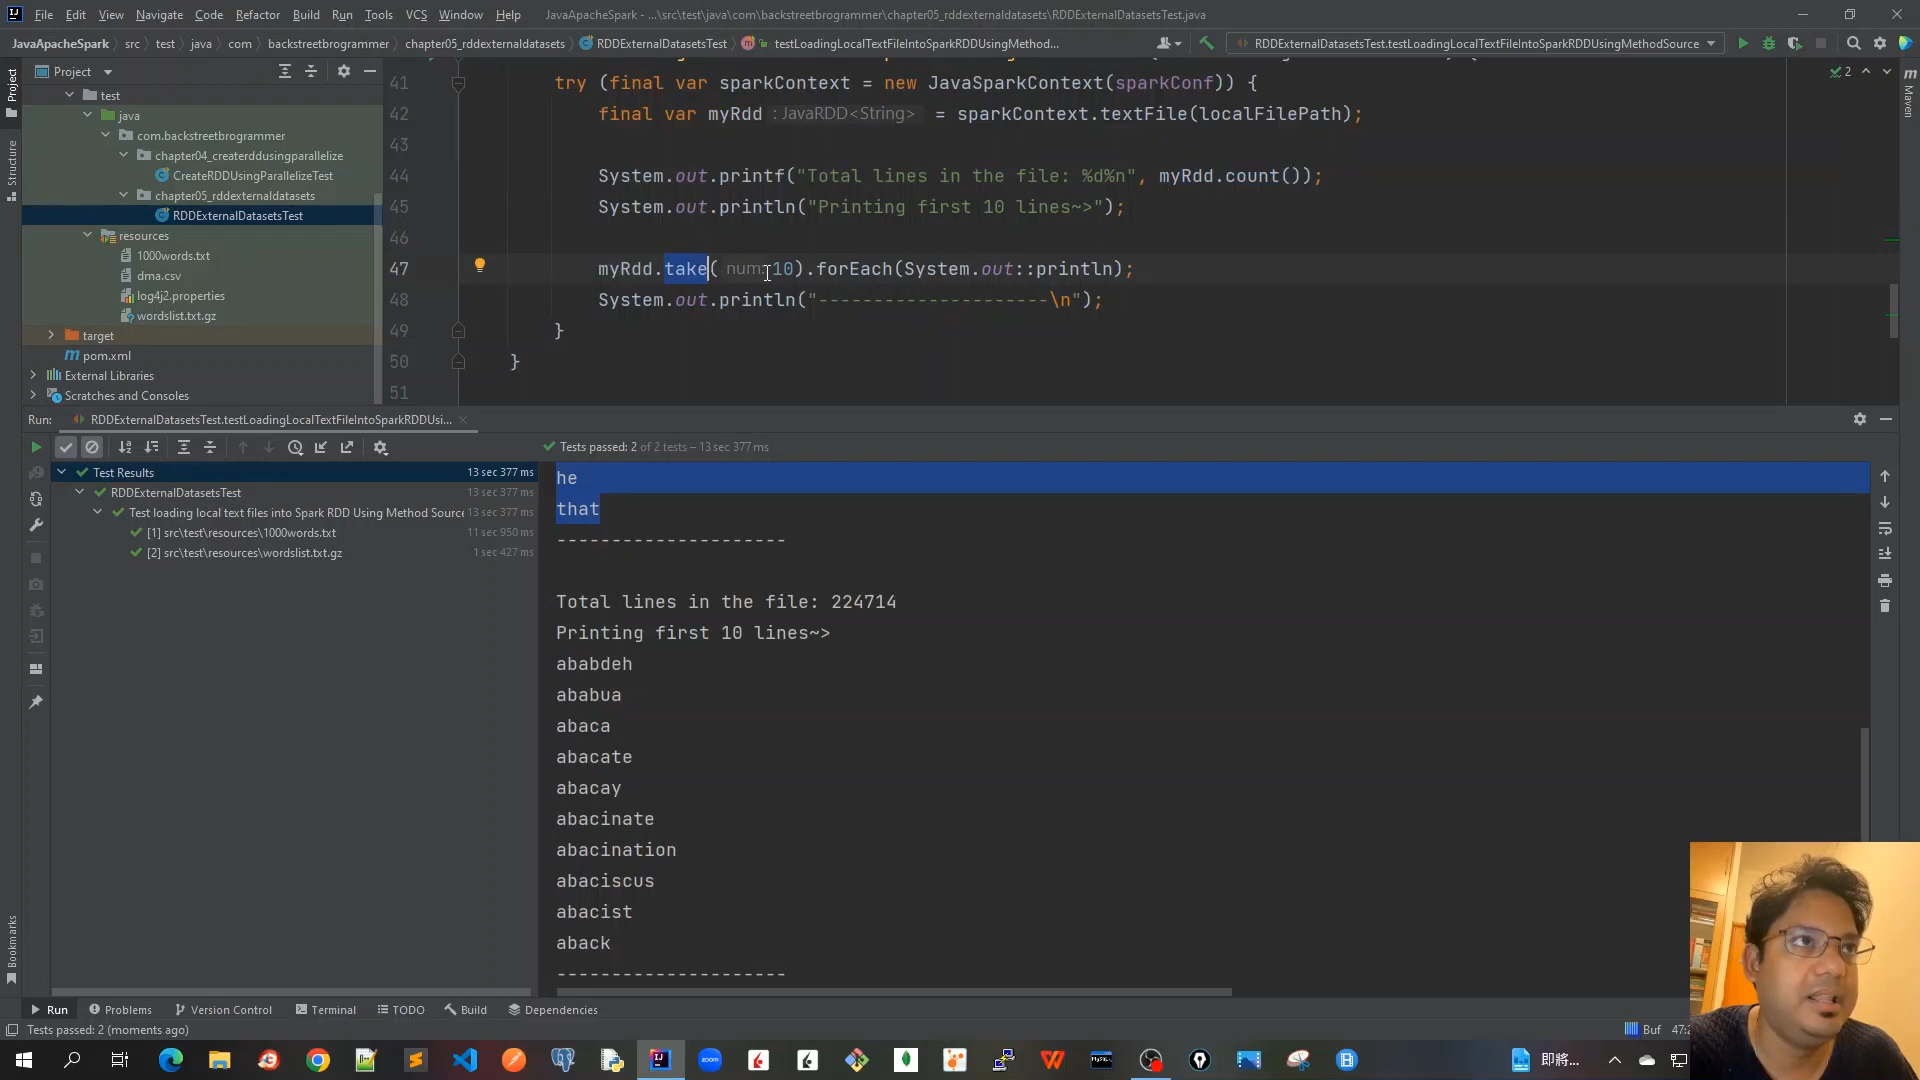 File Edit View Navigate Code Refactor Build Run Tools VCS Window Help JavaApacheSpark - ...\src\test\java\com\backstreetbrogrammer\chapter05_rddexternaldatasets\RDDExternalDatasetsTest.java
JavaApacheSpark src test java com backstreetbrogrammer chapter05_rddexternaldatasets RDDExternalDatasetsTest testLoadingLocalTextFileIntoSparkRDDUsingMethod... RDDExternalDatasetsTest.testLoadingLocalTextFileIntoSparkRDDUsingMethodSource
Project
test
java
com.backstreetbrogrammer
chapter04_createrddusingparallelize
CreateRDDUsingParallelizeTest
chapter05_rddexternaldatasets
RDDExternalDatasetsTest
resources
1000words.txt
dma.csv
log4j2.properties
wordslist.txt.gz
target
pom.xml
External Libraries
Scratches and Consoles
Project
Structure
Bookmarks
Maven
2
41 try (final var sparkContext = new JavaSparkContext(sparkConf)) {
42 final var myRdd : JavaRDD<String> = sparkContext.textFile(localFilePath);
43
44 System.out.printf("Total lines in the file: %d%n", myRdd.count());
45 System.out.println("Printing first 10 lines~>");
46
47 myRdd.take( num: 10).forEach(System.out::println);
48 System.out.println("---------------------\n");
49 }
50 }
51
Run: RDDExternalDatasetsTest.testLoadingLocalTextFileIntoSparkRDDUsi...
Tests passed: 2 of 2 tests – 13 sec 377 ms
Test Results 13 sec 377 ms
RDDExternalDatasetsTest 13 sec 377 ms
Test loading local text files into Spark RDD Using Method Source 13 sec 377 ms
[1] src\test\resources\1000words.txt 11 sec 950 ms
[2] src\test\resources\wordslist.txt.gz 1 sec 427 ms
he
that
---------------------
Total lines in the file: 224714
Printing first 10 lines~>
ababdeh
ababua
abaca
abacate
abacay
abacinate
abacination
abaciscus
abacist
aback
---------------------
Run Problems Version Control Terminal TODO Build Dependencies
Tests passed: 2 (moments ago) Buf
即將...